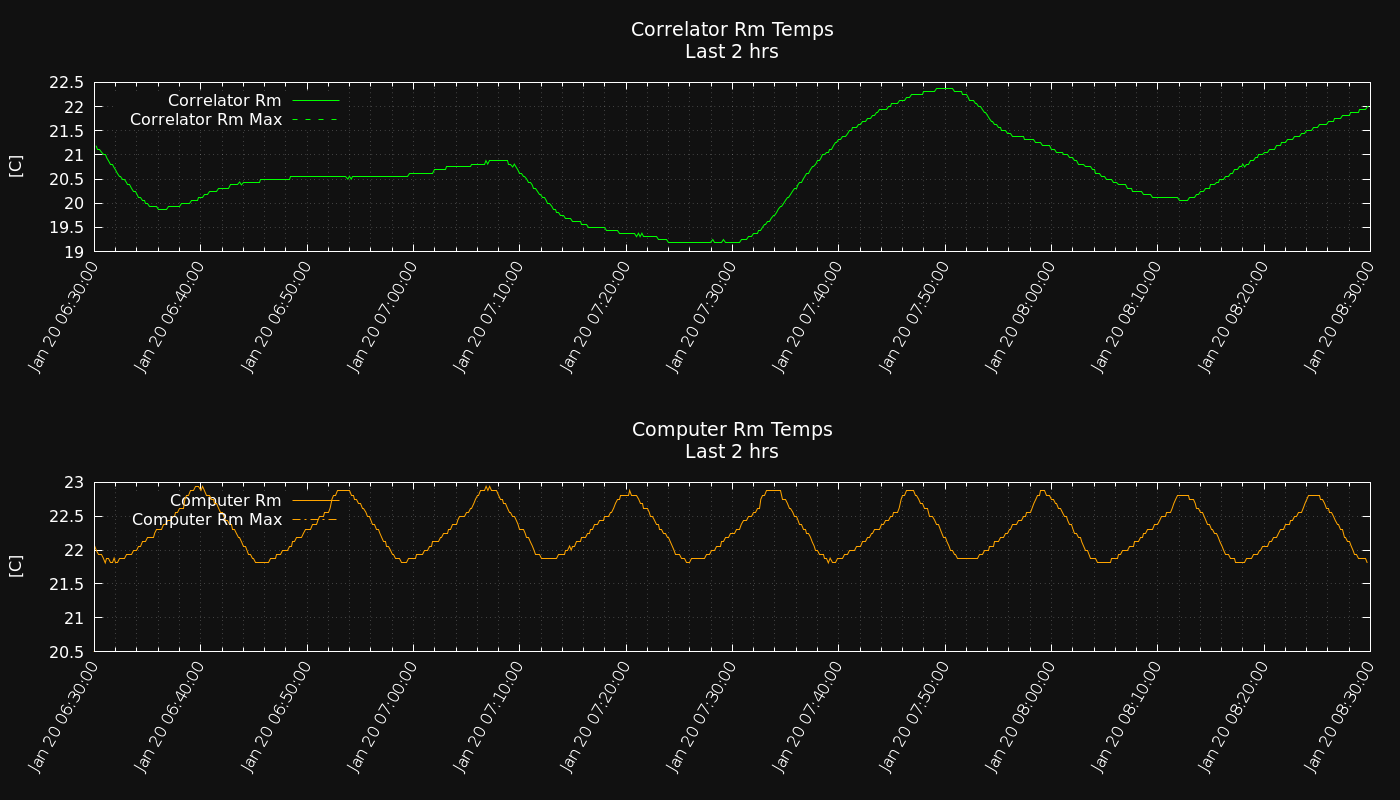 Correlator Rm Temps
Last 2 hrs
Correlator Rm
Correlator Rm Max
[C]
22.5
22
21.5
21
20.5
20
19.5
19
Jan 20 06:30:00
Jan 20 06:40:00
Jan 20 06:50:00
Jan 20 07:00:00
Jan 20 07:10:00
Jan 20 07:20:00
Jan 20 07:30:00
Jan 20 07:40:00
Jan 20 07:50:00
Jan 20 08:00:00
Jan 20 08:10:00
Jan 20 08:20:00
Jan 20 08:30:00
Computer Rm Temps
Last 2 hrs
Computer Rm
Computer Rm Max
[C]
23
22.5
22
21.5
21
20.5
Jan 20 06:30:00
Jan 20 06:40:00
Jan 20 06:50:00
Jan 20 07:00:00
Jan 20 07:10:00
Jan 20 07:20:00
Jan 20 07:30:00
Jan 20 07:40:00
Jan 20 07:50:00
Jan 20 08:00:00
Jan 20 08:10:00
Jan 20 08:20:00
Jan 20 08:30:00